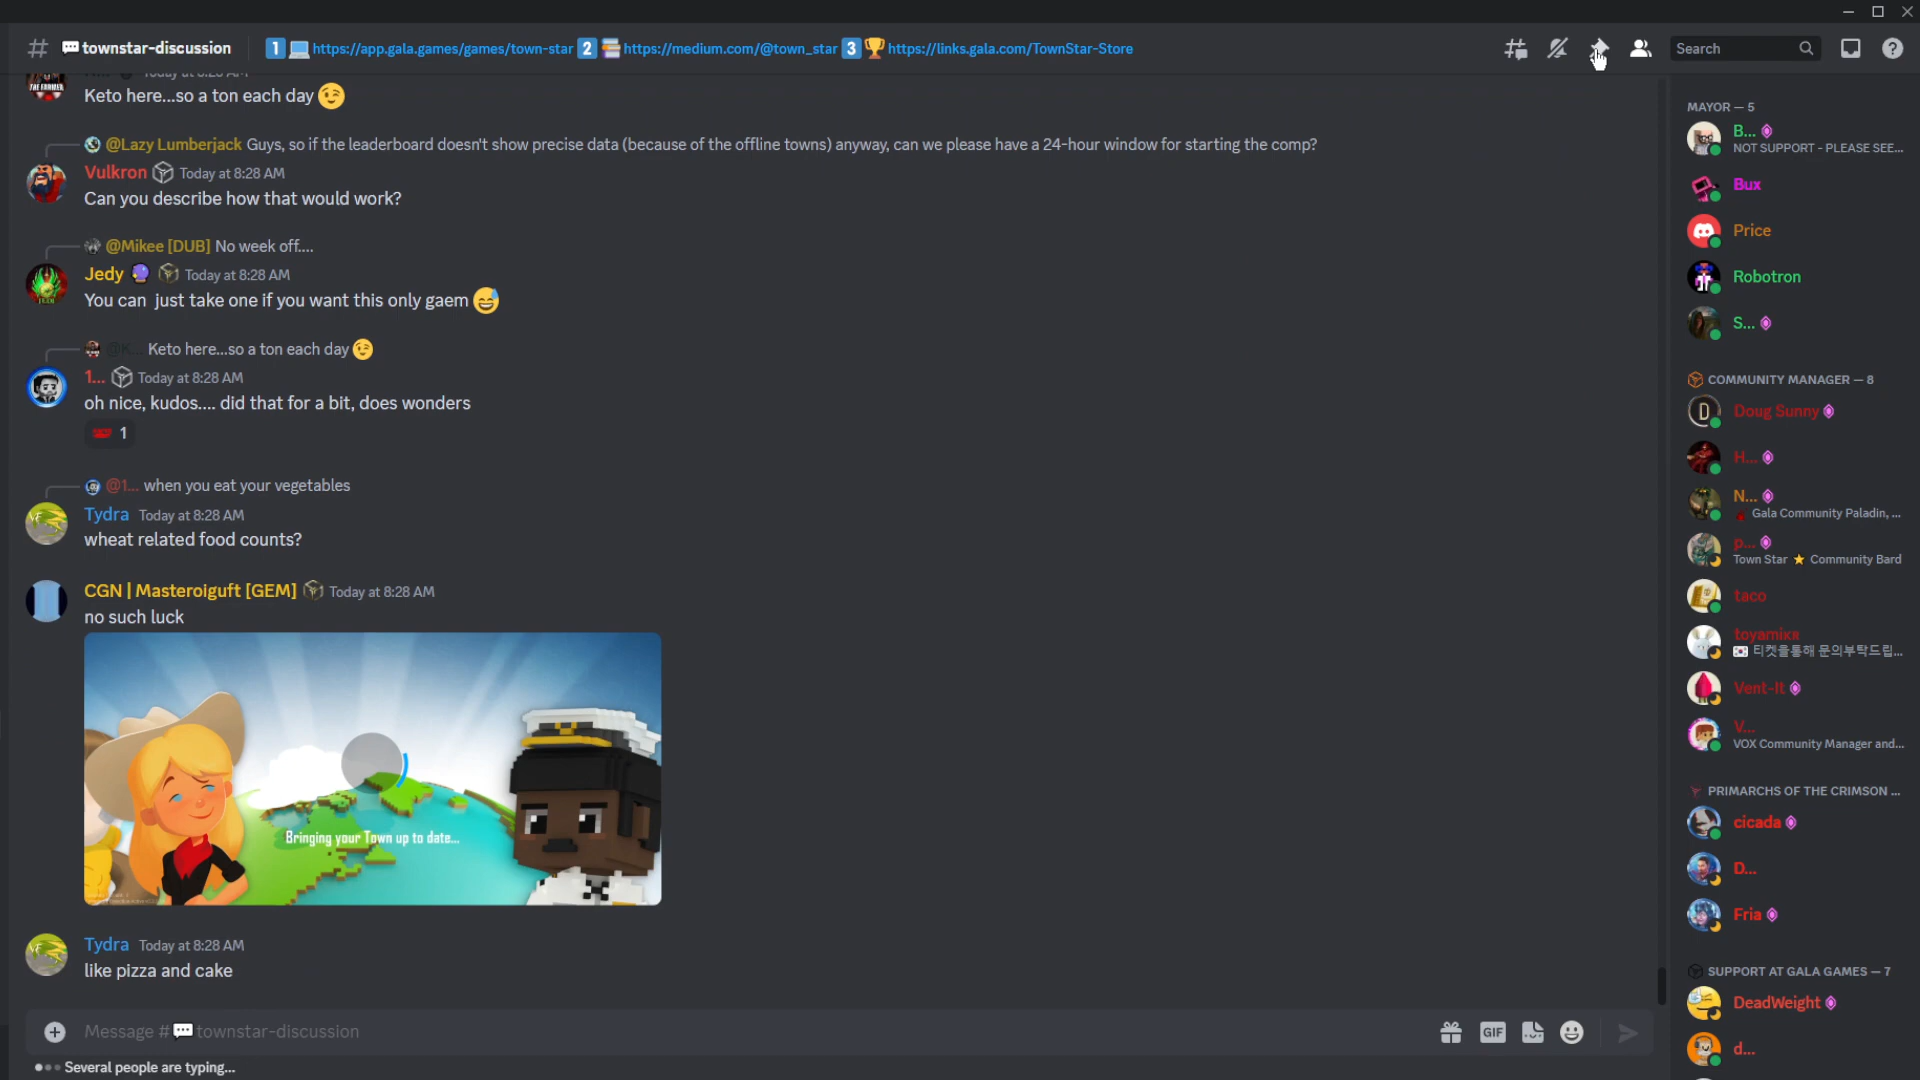 # 💬 townstar-discussion 1 💻 https://app.gala.games/games/town-star 2 📚 https://medium.com/@town_star 3 🏆 https://links.gala.com/TownStar-Store
Search
Keto here...so a ton each day 😉
@Lazy Lumberjack Guys, so if the leaderboard doesn't show precise data (because of the offline towns) anyway, can we please have a 24-hour window for starting the comp?
Vulkron Today at 8:28 AM
Can you describe how that would work?
@Mikee [DUB] No week off....
Jedy 🔮 Today at 8:28 AM
You can just take one if you want this only gaem 😅
@K... Keto here...so a ton each day 😉
1... Today at 8:28 AM
oh nice, kudos.... did that for a bit, does wonders
1
@1... when you eat your vegetables
Tydra Today at 8:28 AM
wheat related food counts?
CGN | Masteroiguft [GEM] Today at 8:28 AM
no such luck
Bringing your Town up to date...
Tydra Today at 8:28 AM
like pizza and cake
Message # 💬 townstar-discussion
GIF
Several people are typing...
MAYOR — 5
B...
NOT SUPPORT - PLEASE SEE...
Bux
Price
Robotron
S...
COMMUNITY MANAGER — 8
Doug Sunny
H...
N...
Gala Community Paladin, ...
p...
Town Star ⭐ Community Bard
taco
toyamiKR
🇰🇷 티켓을통해 문의부탁드립...
Vent-It
V...
VOX Community Manager and...
PRIMARCHS OF THE CRIMSON ...
cicada
D...
Fria
SUPPORT AT GALA GAMES — 7
DeadWeight
d...